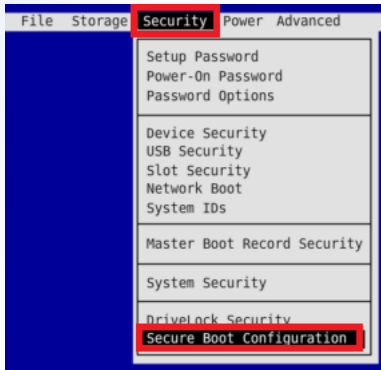 File Storage Security Power Advanced
Setup Password
Power-On Password
Password Options
Device Security
USB Security
Slot Security
Network Boot
System IDs
Master Boot Record Security
System Security
DriveLock Security
Secure Boot Configuration